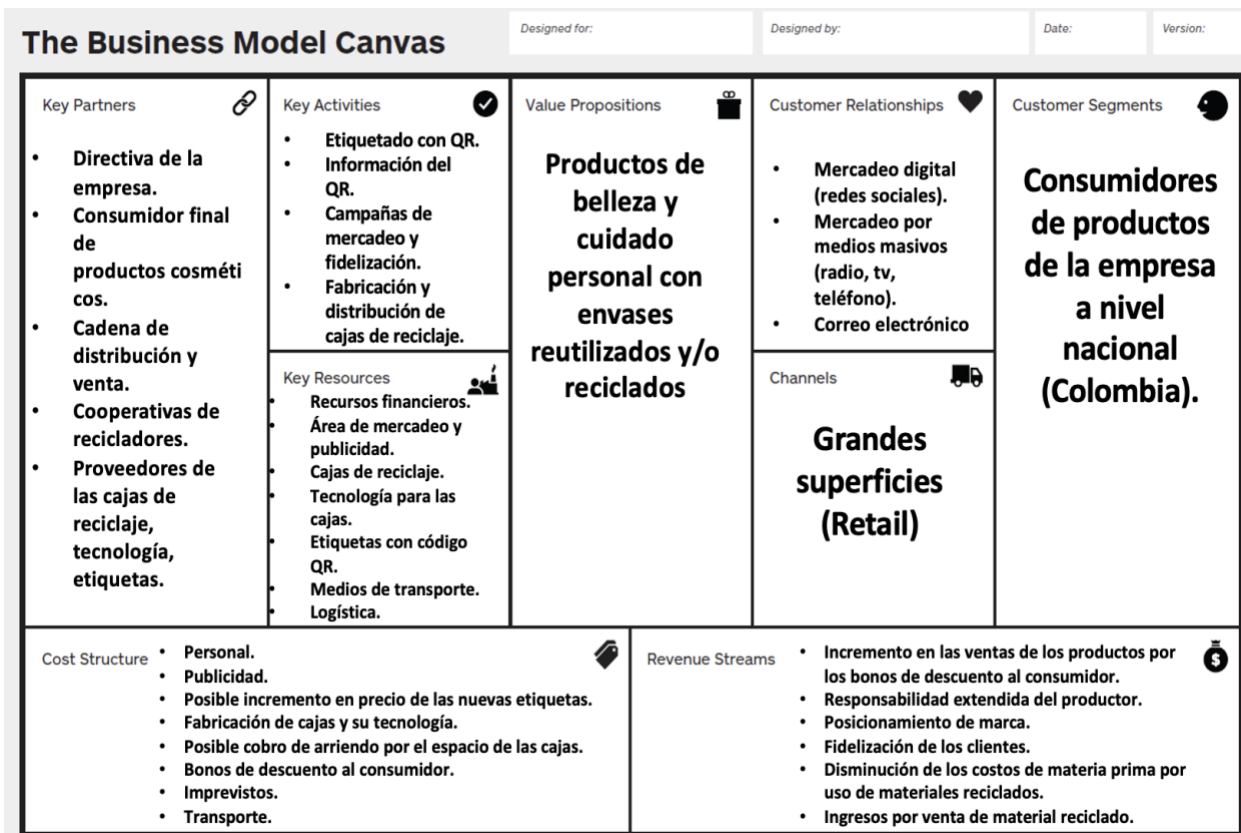 The Business Model Canvas
Designed for:
Designed by:
Date:
Version:
Key Partners
• Directiva de la
empresa.
• Consumidor final
de
productos cosméti
cos.
• Cadena de
distribución y
venta.
• Cooperativas de
recicladores.
• Proveedores de
las cajas de
reciclaje,
tecnología,
etiquetas.
Key Activities
• Etiquetado con QR.
• Información del
QR.
• Campañas de
mercadeo y
fidelización.
• Fabricación y
distribución de
cajas de reciclaje.
Key Resources
• Recursos financieros.
• Área de mercadeo y
publicidad.
• Cajas de reciclaje.
• Tecnología para las
cajas.
• Etiquetas con código
QR.
• Medios de transporte.
• Logística.
Value Propositions
Productos de
belleza y
cuidado
personal con
envases
reutilizados y/o
reciclados
Customer Relationships
• Mercadeo digital
(redes sociales).
• Mercadeo por
medios masivos
(radio, tv,
teléfono).
• Correo electrónico
Channels
Grandes
superficies
(Retail)
Customer Segments
Consumidores
de productos
de la empresa
a nivel
nacional
(Colombia).
Cost Structure
• Personal.
• Publicidad.
• Posible incremento en precio de las nuevas etiquetas.
• Fabricación de cajas y su tecnología.
• Posible cobro de arriendo por el espacio de las cajas.
• Bonos de descuento al consumidor.
• Imprevistos.
• Transporte.
Revenue Streams
• Incremento en las ventas de los productos por
los bonos de descuento al consumidor.
• Responsabilidad extendida del productor.
• Posicionamiento de marca.
• Fidelización de los clientes.
• Disminución de los costos de materia prima por
uso de materiales reciclados.
• Ingresos por venta de material reciclado.